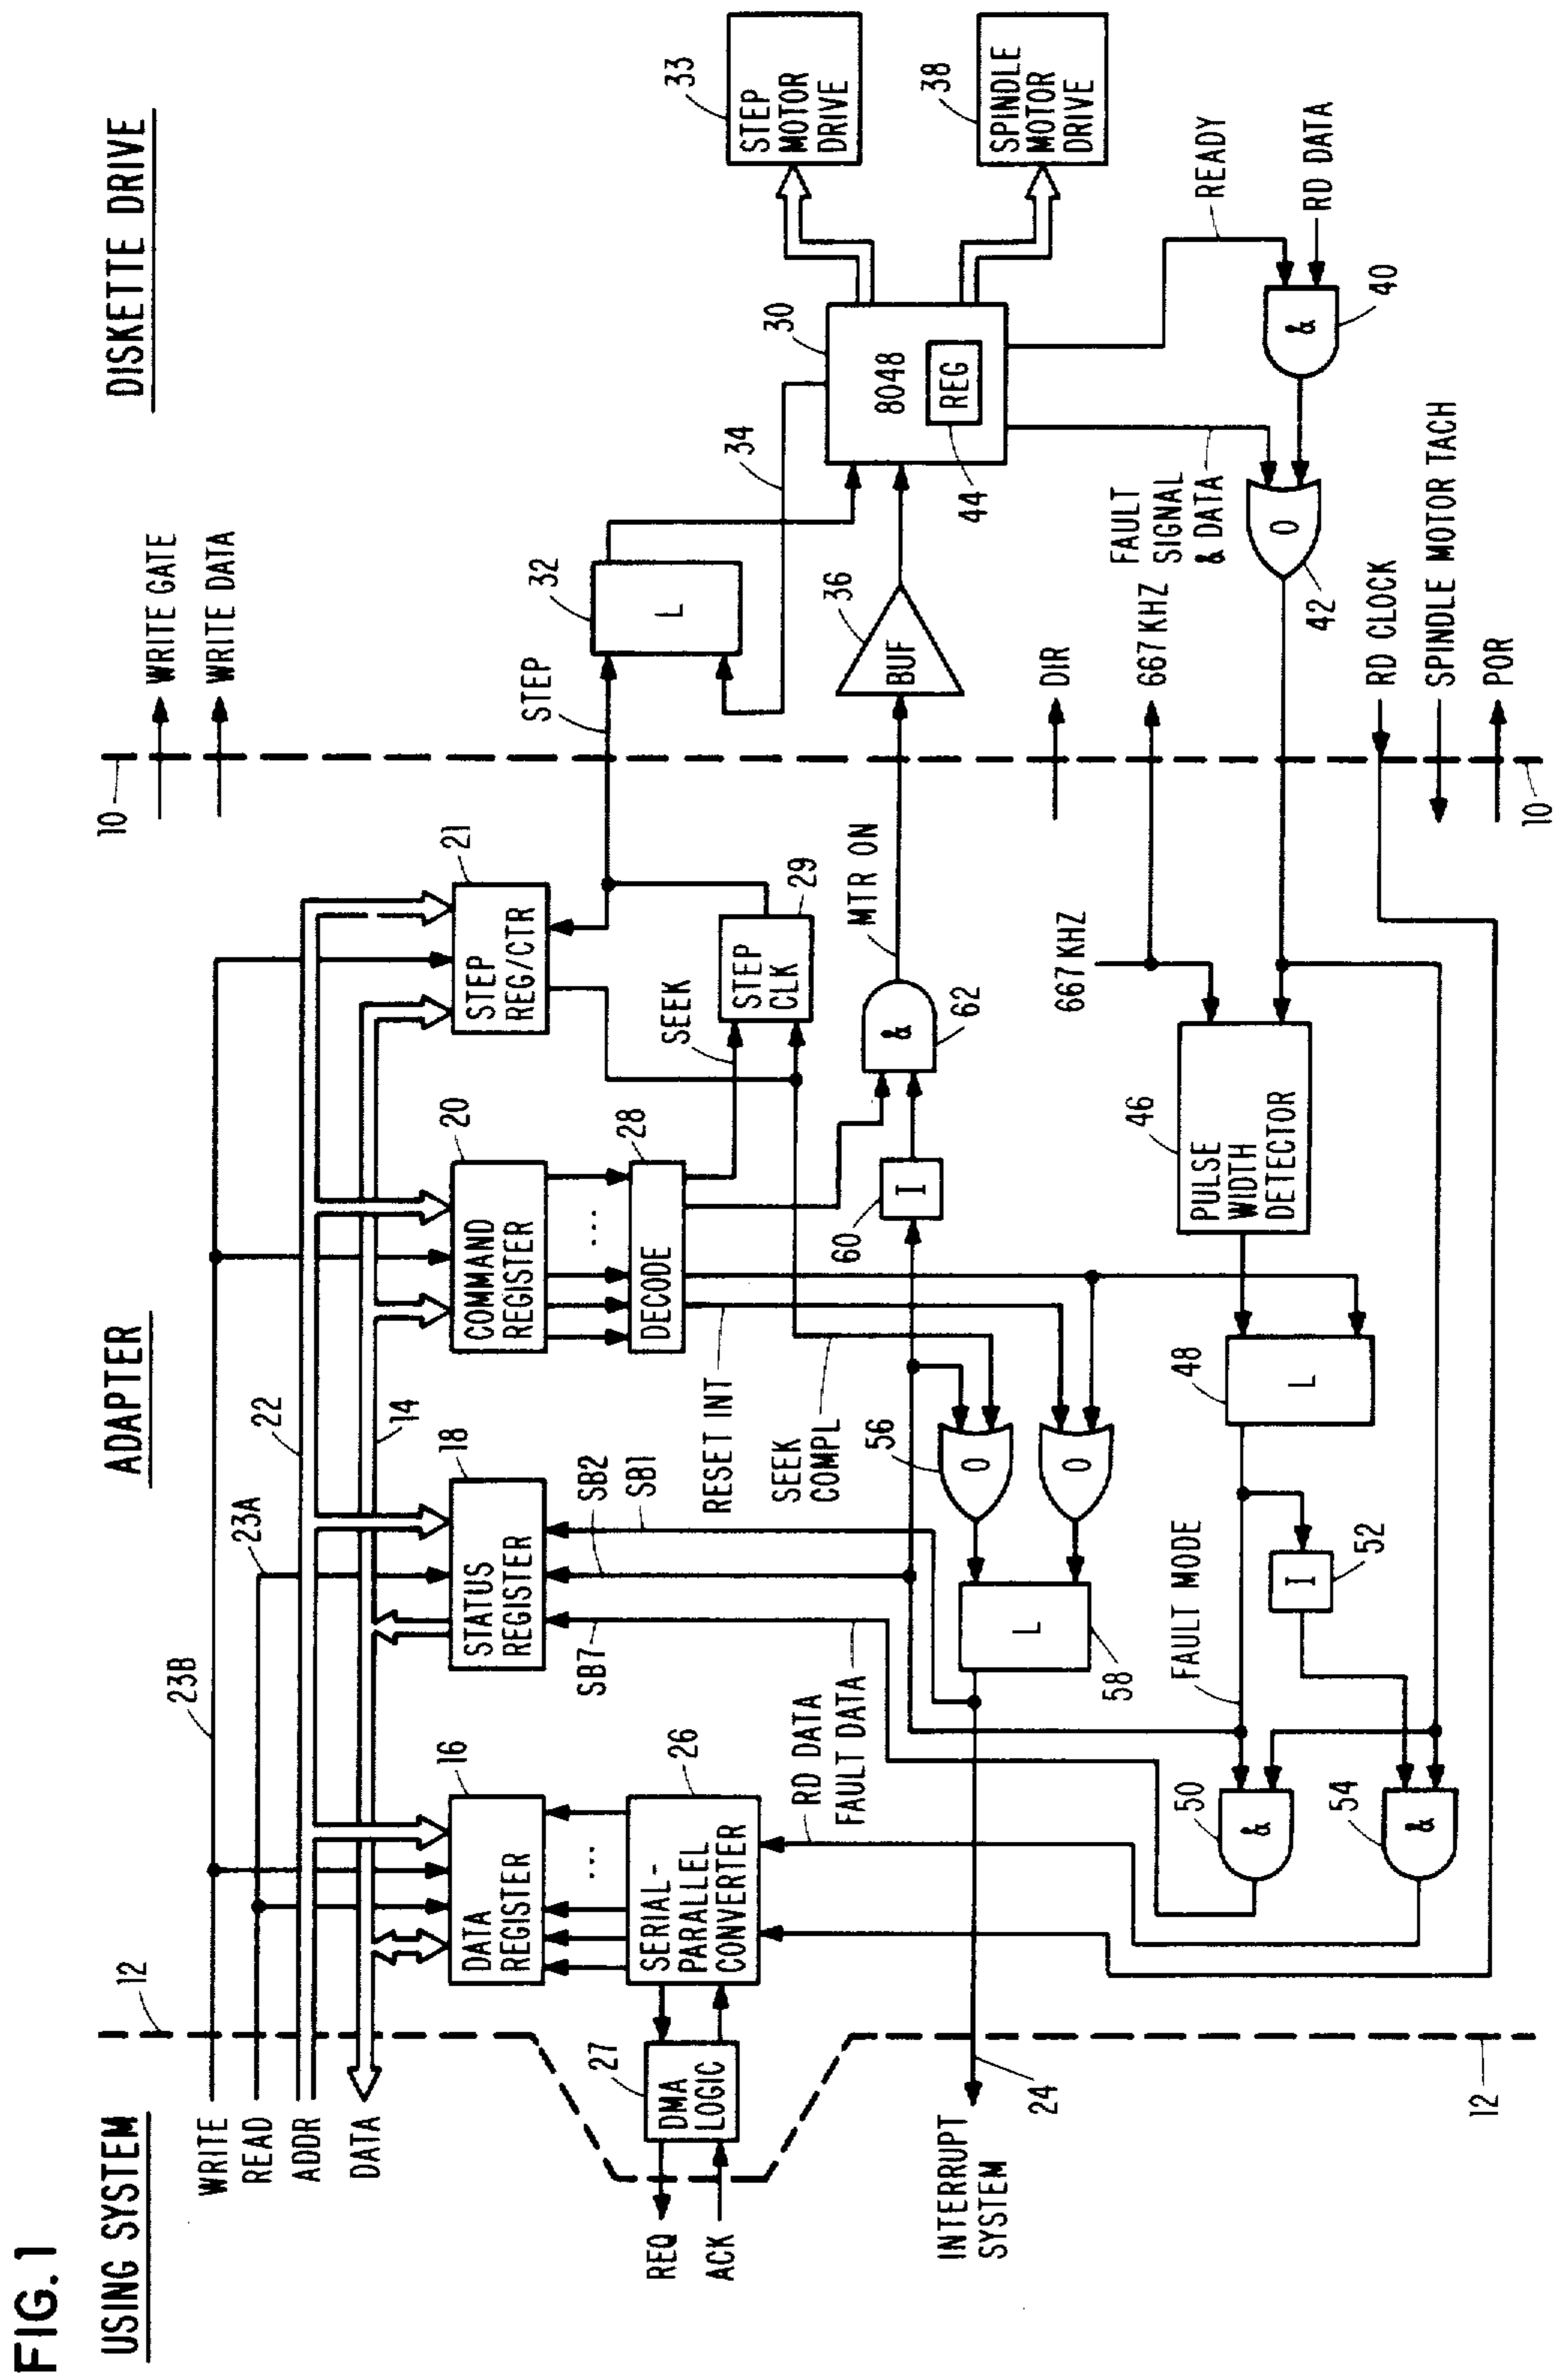 FIG.1
USING SYSTEM
ADAPTER
DISKETTE DRIVE
WRITE
READ
ADDR
DATA
23B
23A
22
14
12
10
WRITE GATE
WRITE DATA
16
DATA
REGISTER
18
STATUS
REGISTER
20
COMMAND
REGISTER
21
STEP
REG/CTR
STEP
32
L
34
33
STEP
MOTOR
DRIVE
27
DMA
LOGIC
REQ
ACK
26
SERIAL-
PARALLEL
CONVERTER
...
SB7
SB2
SB1
28
DECODE
...
SEEK
29
STEP
CLK
30
8048
REG
44
38
SPINDLE
MOTOR
DRIVE
RESET INT
SEEK
COMPL
RD DATA
FAULT DATA
60
I
&
62
MTR ON
36
BUF
INTERRUPT
SYSTEM
24
56
O
O
L
58
DIR
667 KHZ
667 KHZ
FAULT
SIGNAL
& DATA
READY
RD DATA
&
40
O
42
46
PULSE
WIDTH
DETECTOR
48
L
FAULT MODE
I
52
50
&
54
&
RD CLOCK
SPINDLE MOTOR TACH
POR
12
10